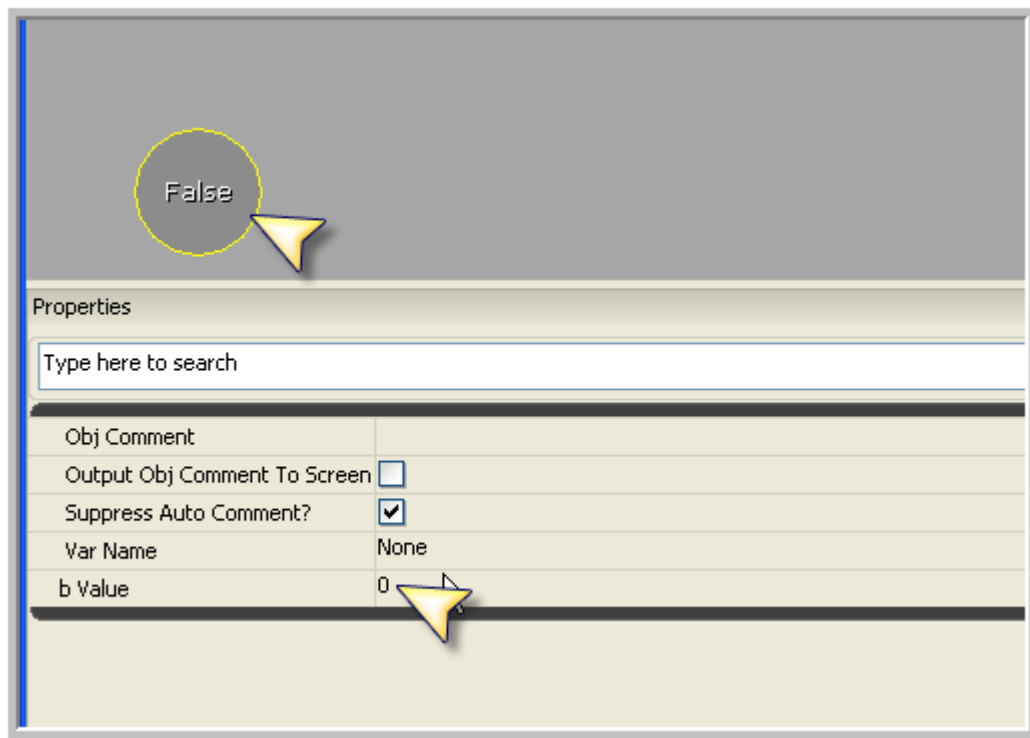 False
Properties
Type here to search
Obj Comment
Output Obj Comment To Screen
Suppress Auto Comment?
Var Name None
b Value 0